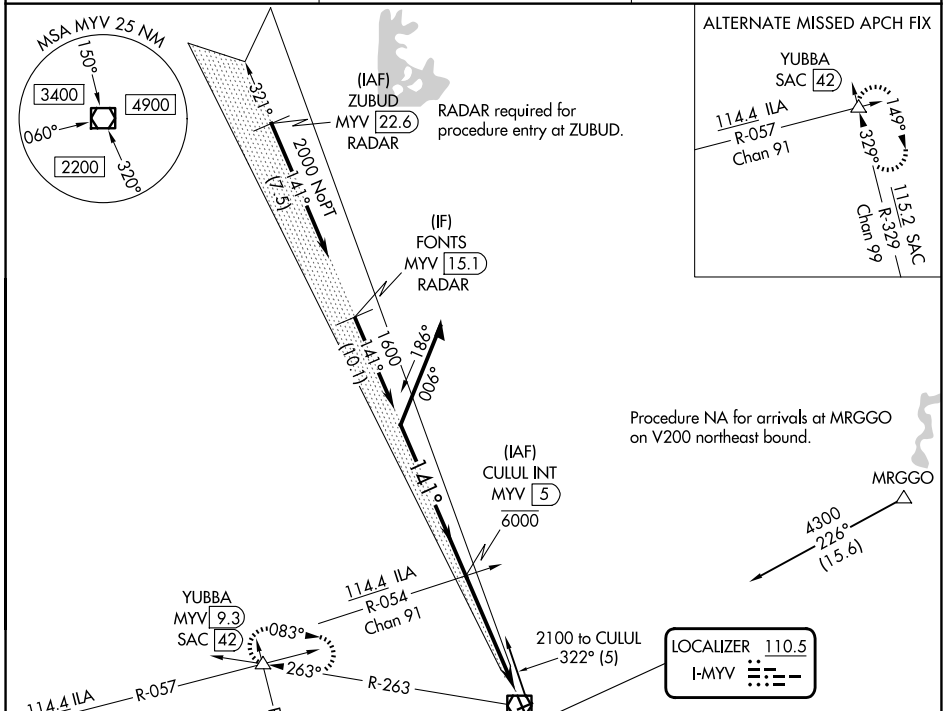 MSA MYV 25 NM
150°
3400
4900
060°
2200
320°
321°
(IAF)
ZUBUD
MYV 22.6
RADAR
RADAR required for
procedure entry at ZUBUD.
2000 NoPT
141°
(7.5)
(IF)
FONTS
MYV 15.1
RADAR
1600
141°
(10.1)
186°
006°
141°
(IAF)
CULUL INT
MYV 5
6000
ALTERNATE MISSED APCH FIX
YUBBA
SAC 42
114.4 ILA
R-057
Chan 91
149°
329°
115.2 SAC
R-329
Chan 99
Procedure NA for arrivals at MRGGO
on V200 northeast bound.
MRGGO
4300
226°
(15.6)
114.4 ILA
R-054
Chan 91
YUBBA
MYV 9.3
SAC 42
083°
263°
R-263
114.4 ILA
R-057
2100 to CULUL
322° (5)
LOCALIZER 110.5
I-MYV